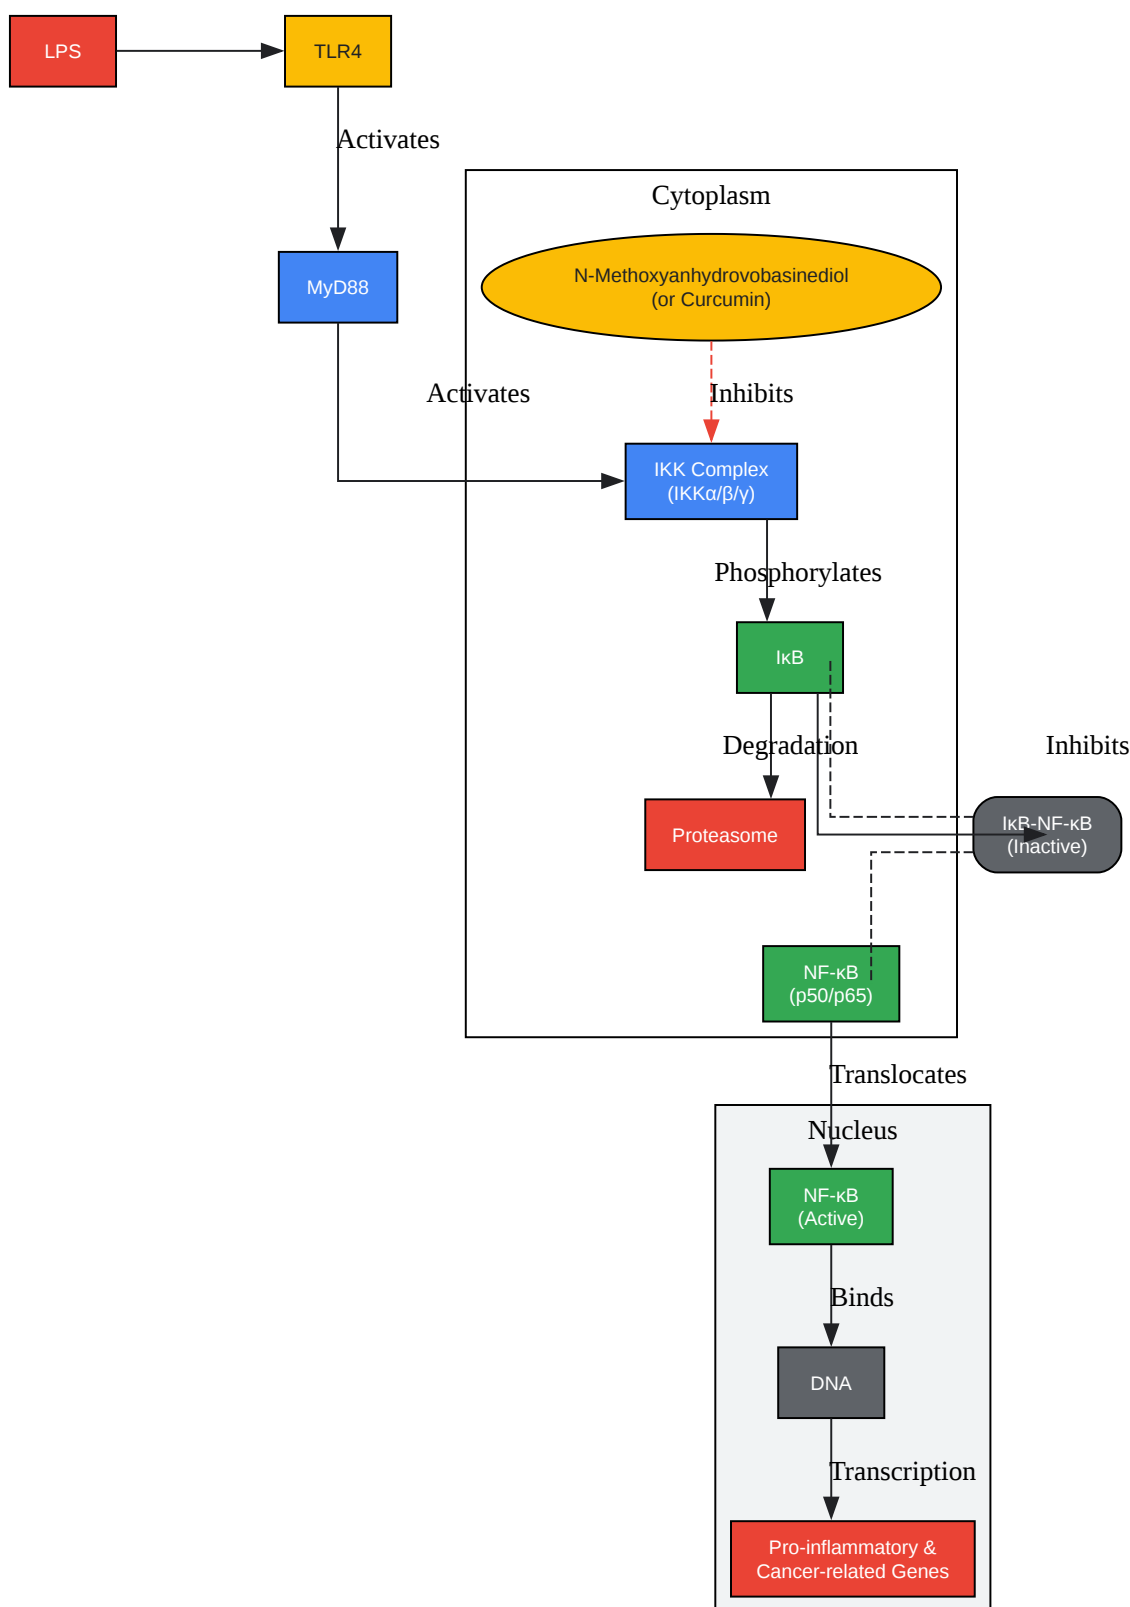 LPS
TLR4
Activates
Cytoplasm
N-Methoxyanhydrovobasinediol
(or Curcumin)
MyD88
Activates
Inhibits
IKK Complex
(IKKα/β/γ)
Phosphorylates
IκB
Degradation
Inhibits
Proteasome
IκB-NF-κB
(Inactive)
NF-κB
(p50/p65)
Translocates
Nucleus
NF-κB
(Active)
Binds
DNA
Transcription
Pro-inflammatory &
Cancer-related Genes